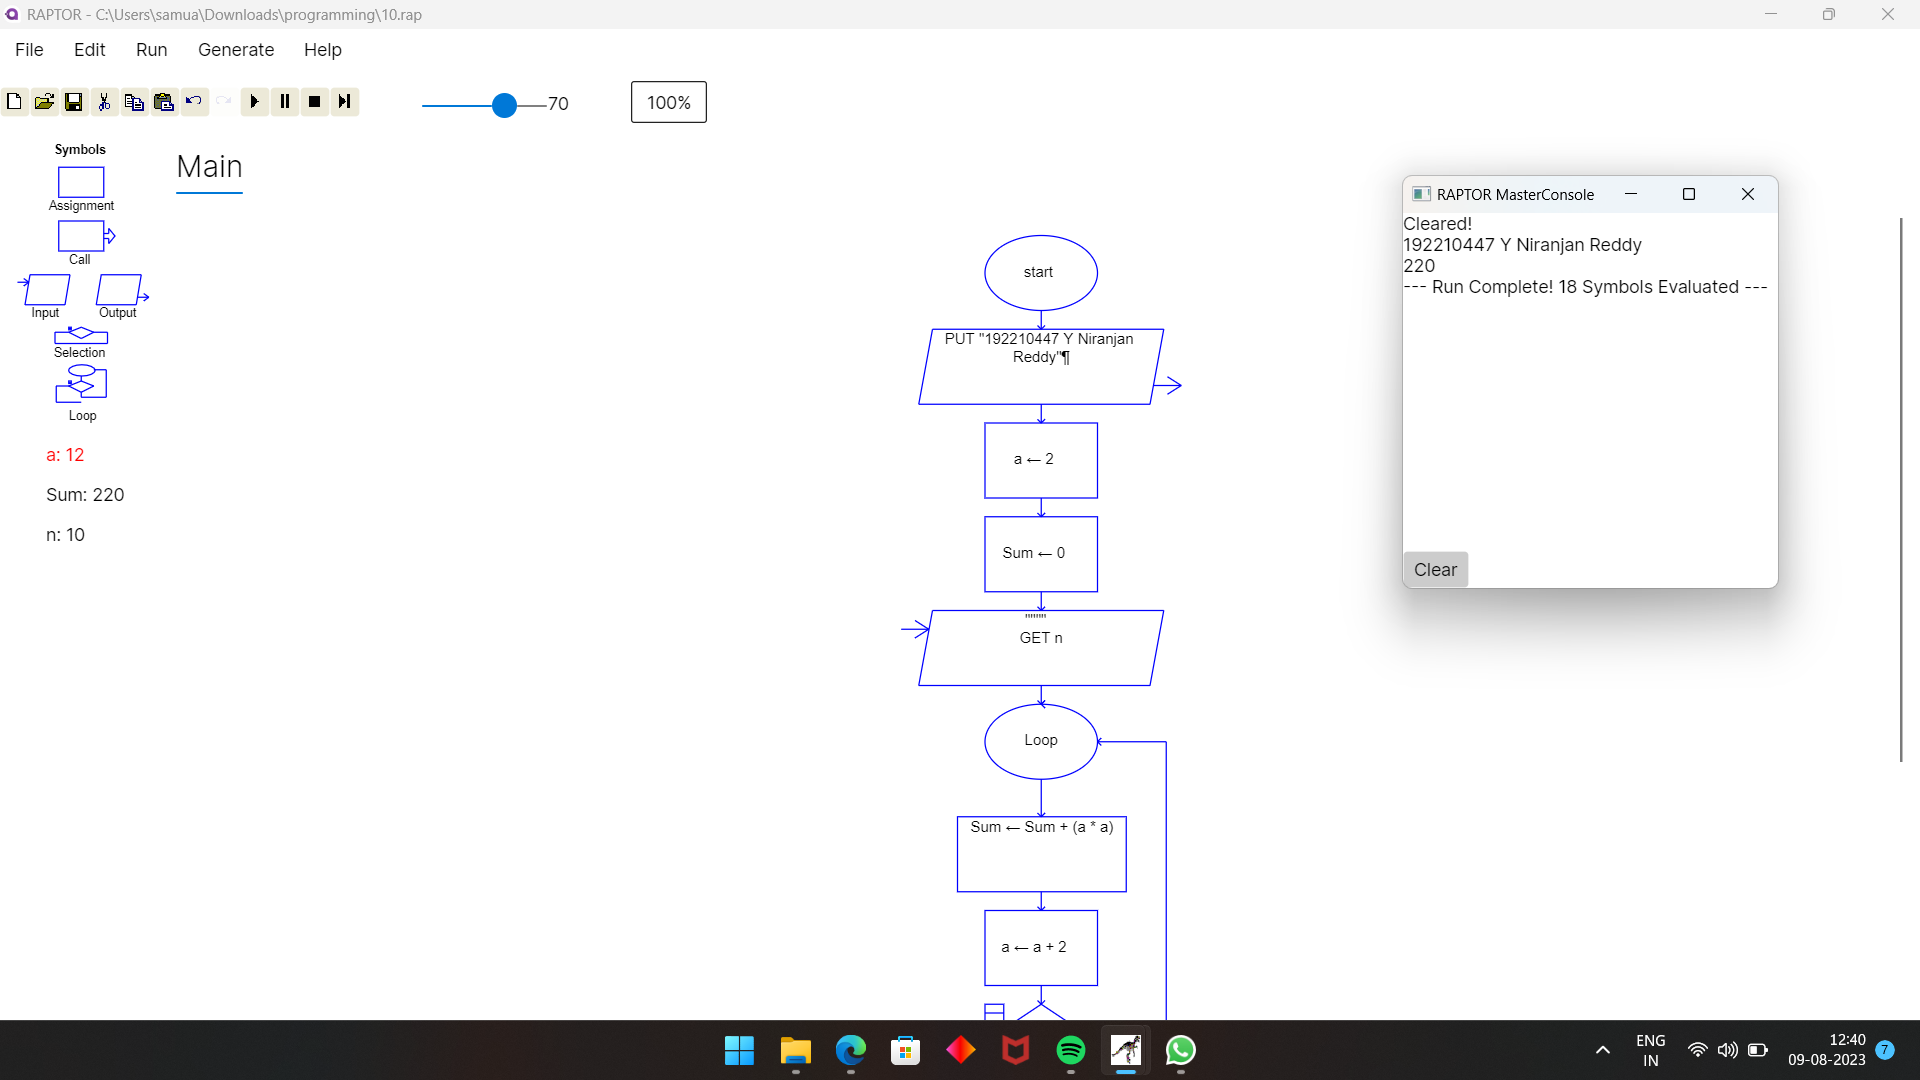 RAPTOR - C:\Users\samua\Downloads\programming\10.rap
File Edit Run Generate Help
70
100%
Symbols
Assignment
Call
Input Output
Selection
Loop
a: 12
Sum: 220
n: 10
Main
start
PUT "192210447 Y Niranjan
Reddy"¶
a ← 2
Sum ← 0
""""
GET n
Loop
Sum ← Sum + (a * a)
a ← a + 2
RAPTOR MasterConsole
Cleared!
192210447 Y Niranjan Reddy
220
--- Run Complete! 18 Symbols Evaluated ---
Clear
ENG
IN
12:40
09-08-2023
7